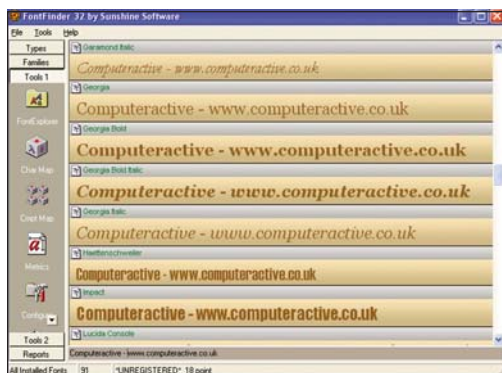 FontFinder 32 by Sunshine Software
File Tools Help
Types
Families
Tools 1
FontExplorer
Char Map
Cmpt Map
Metrics
Configure
Tools 2
Reports
Garamond Italic
Computeractive - www.computeractive.co.uk
Georgia
Computeractive - www.computeractive.co.uk
Georgia Bold
Computeractive - www.computeractive.co.uk
Georgia Bold Italic
Computeractive - www.computeractive.co.uk
Georgia Italic
Computeractive - www.computeractive.co.uk
Haettenschweiler
Computeractive - www.computeractive.co.uk
Impact
Computeractive - www.computeractive.co.uk
Lucida Console
Computeractive - www.computeractive.co.uk
All Installed Fonts 91 *UNREGISTERED* 18 point